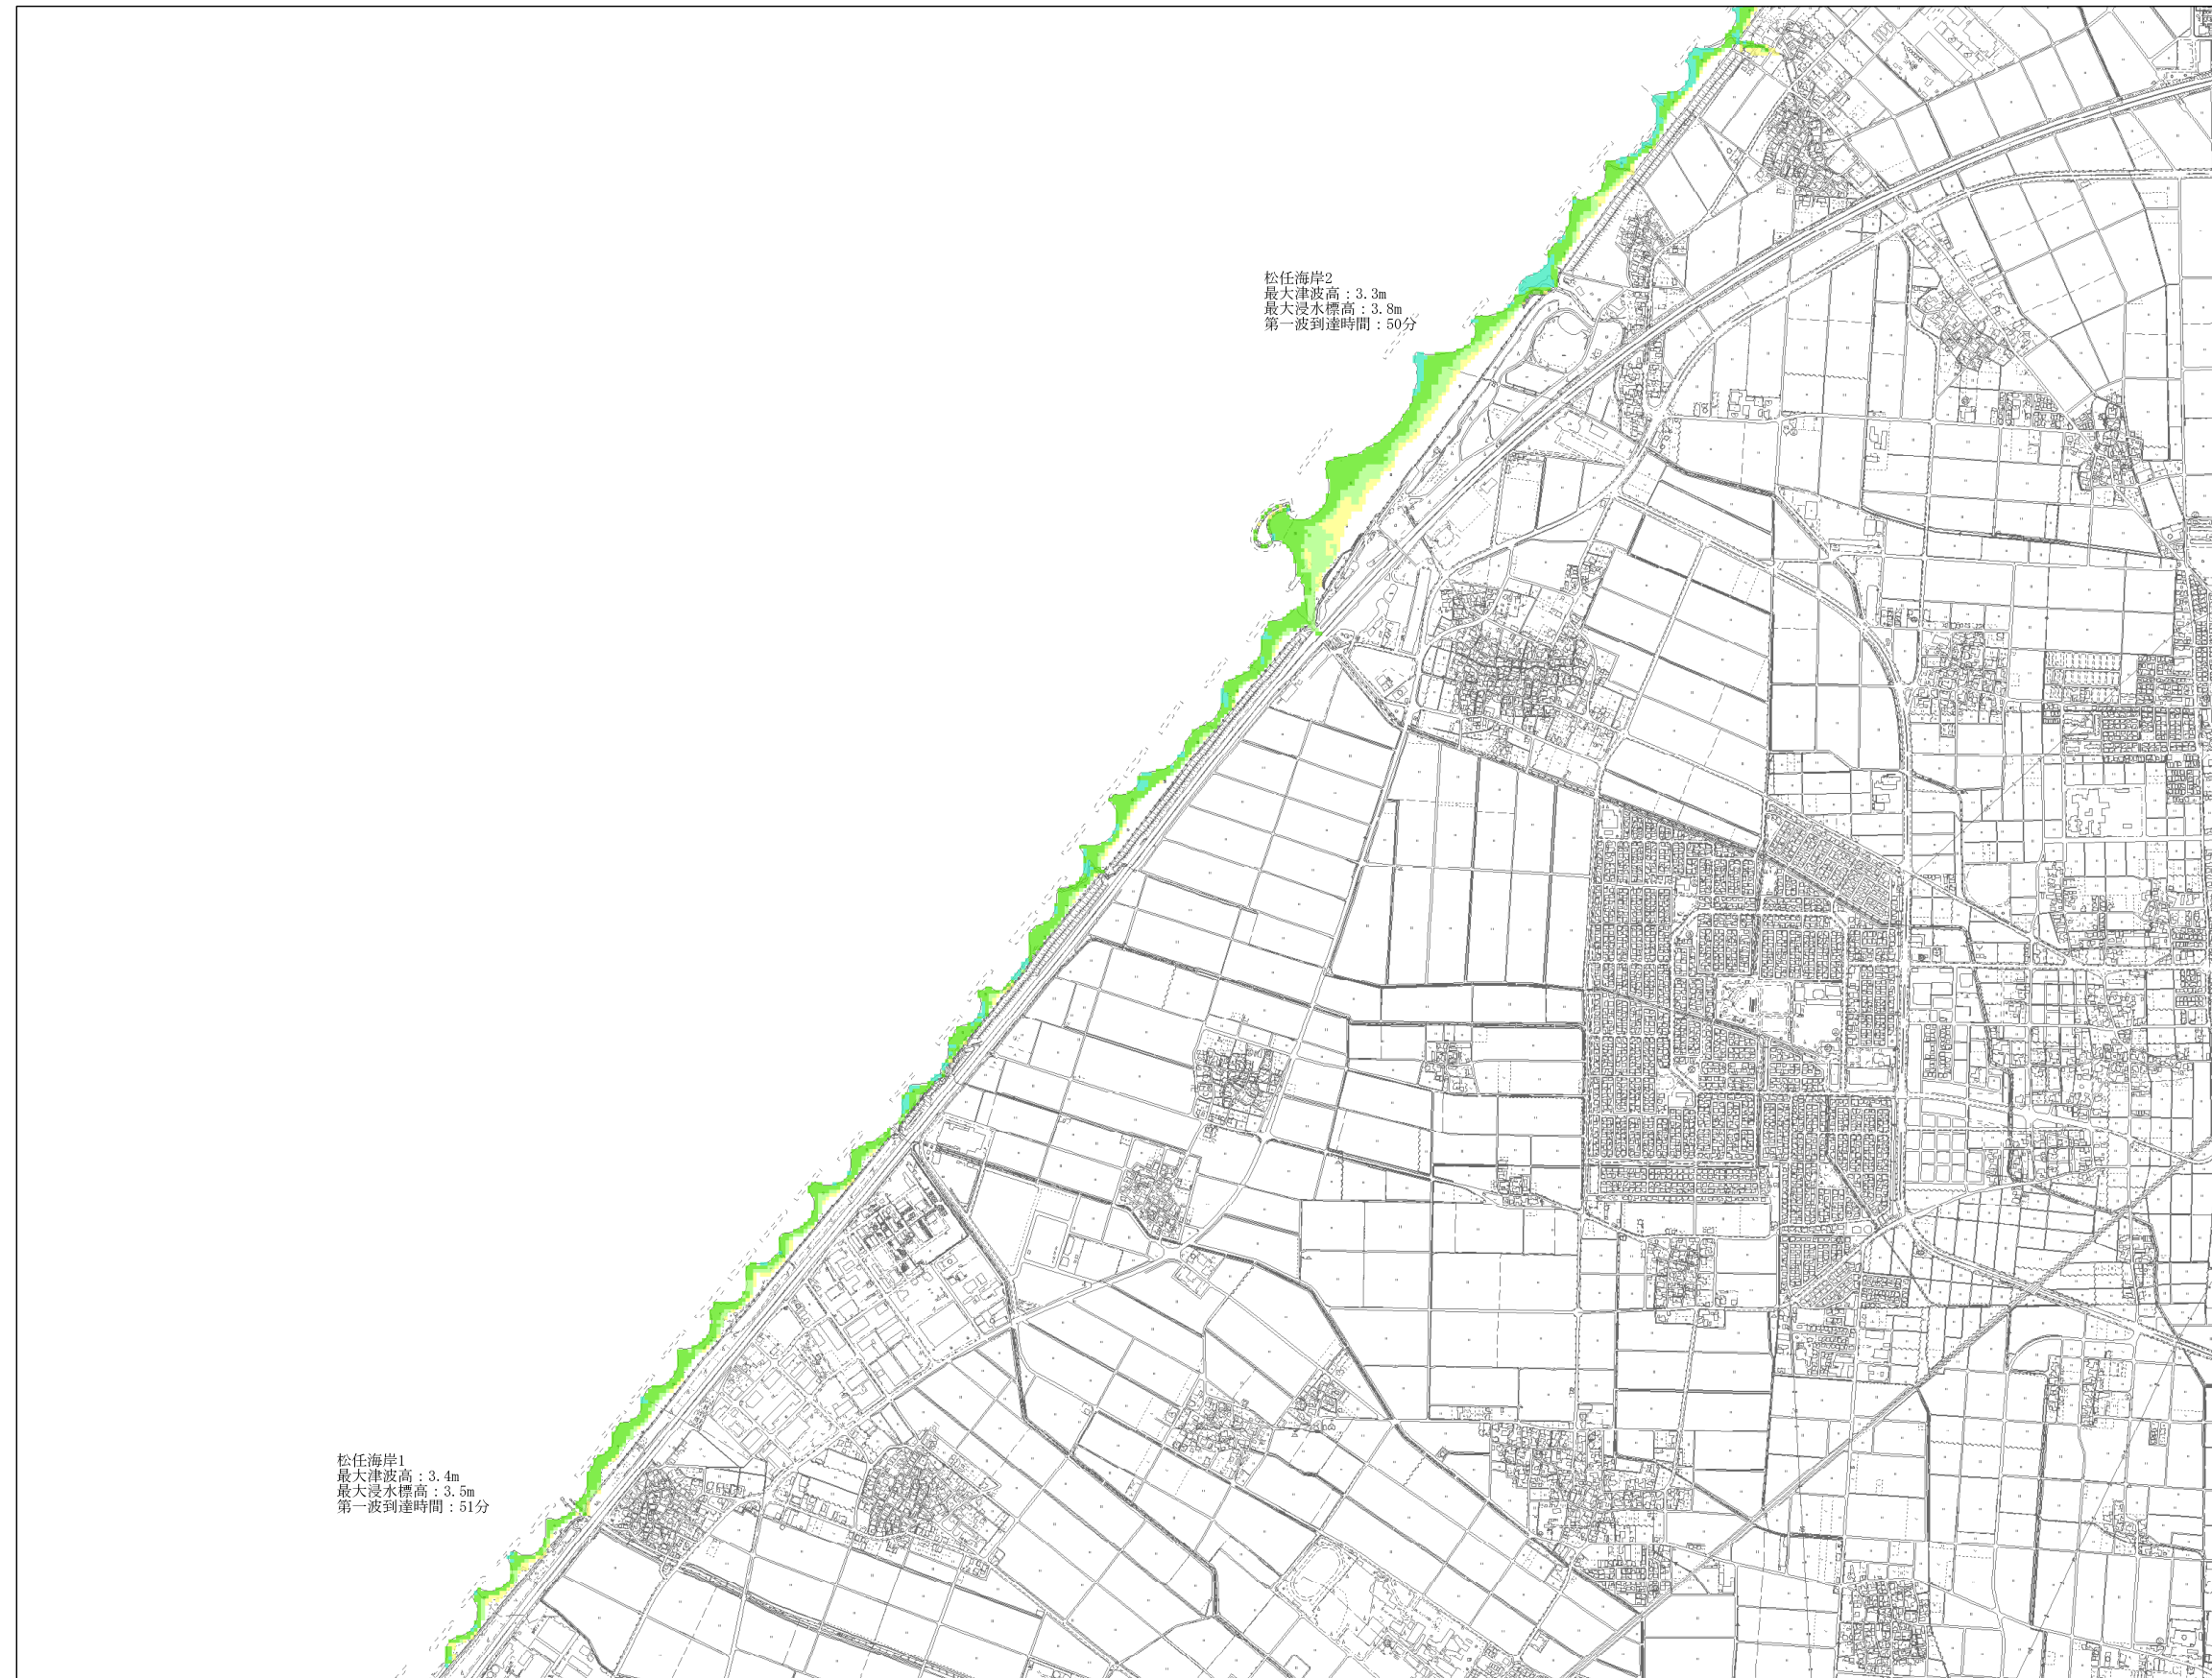 松任海岸2
最大津波高：3.3m
最大浸水標高：3.8m
第一波到達時間：50分
松任海岸1
最大津波高：3.4m
最大浸水標高：3.5m
第一波到達時間：51分